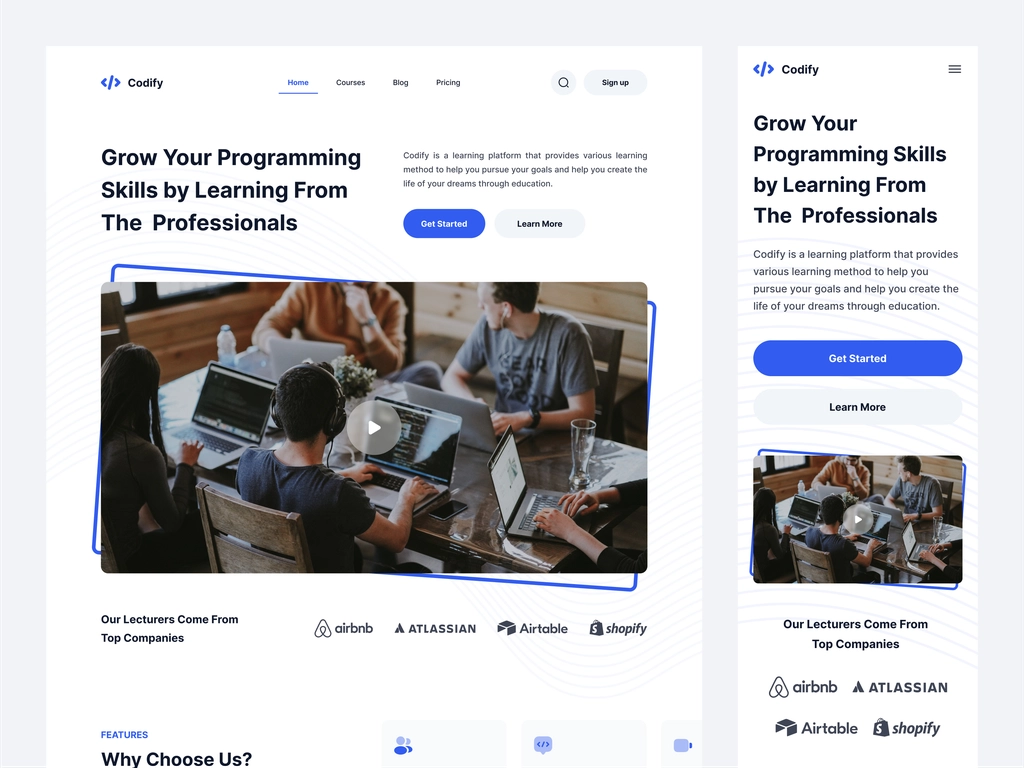 Codify
Home
Courses
Blog
Pricing
Sign up
Grow Your Programming
Skills by Learning From
The Professionals
Codify is a learning platform that provides various learning
method to help you pursue your goals and help you create the
life of your dreams through education.
Get Started
Learn More
Our Lecturers Come From
Top Companies
airbnb
ATLASSIAN
Airtable
shopify
FEATURES
Why Choose Us?
Codify
Grow Your
Programming Skills
by Learning From
The Professionals
Codify is a learning platform that provides
various learning method to help you
pursue your goals and help you create the
life of your dreams through education.
Get Started
Learn More
Our Lecturers Come From
Top Companies
airbnb
ATLASSIAN
Airtable
shopify